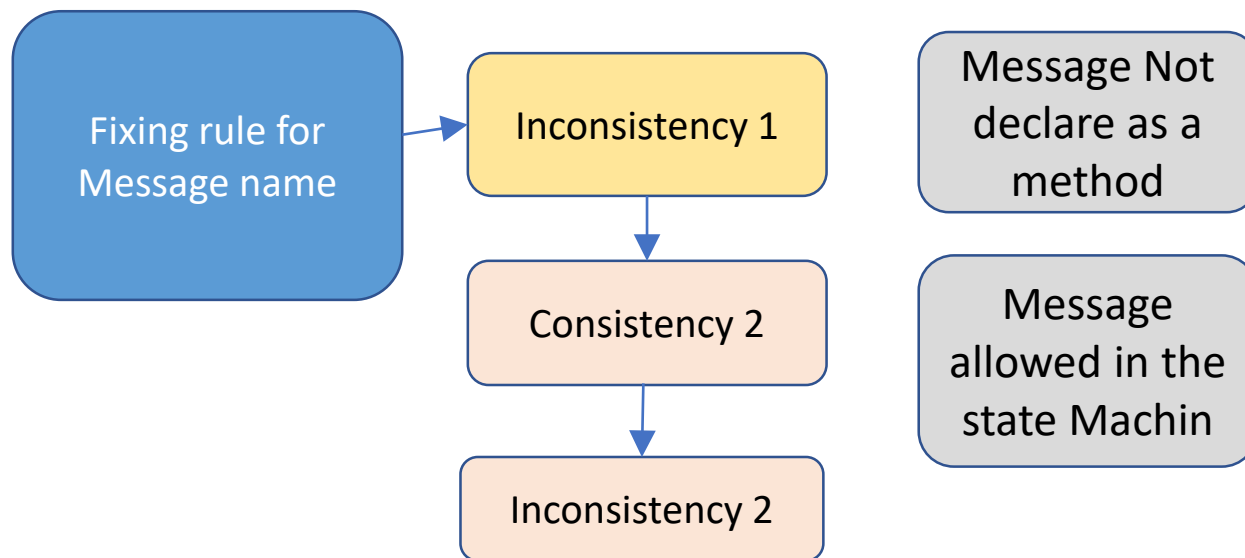 Fixing rule for
Message name
Inconsistency 1
Message Not
declare as a
method
Consistency 2
Message
allowed in the
state Machin
Inconsistency 2